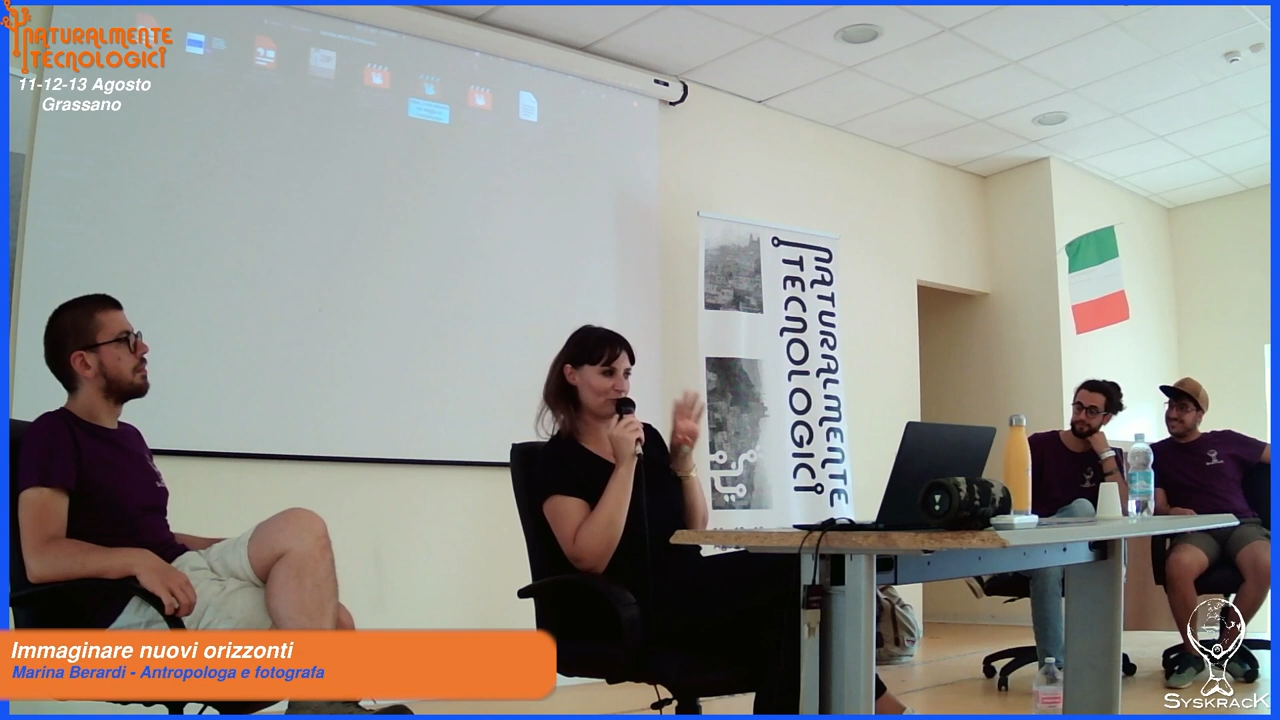 NATURALMENTE
TECNOLOGICI
11-12-13 Agosto
Grassano
NATURALMENTE
TECNOLOGICI
Immaginare nuovi orizzonti
Marina Berardi - Antropologa e fotografa
SYSKRACK